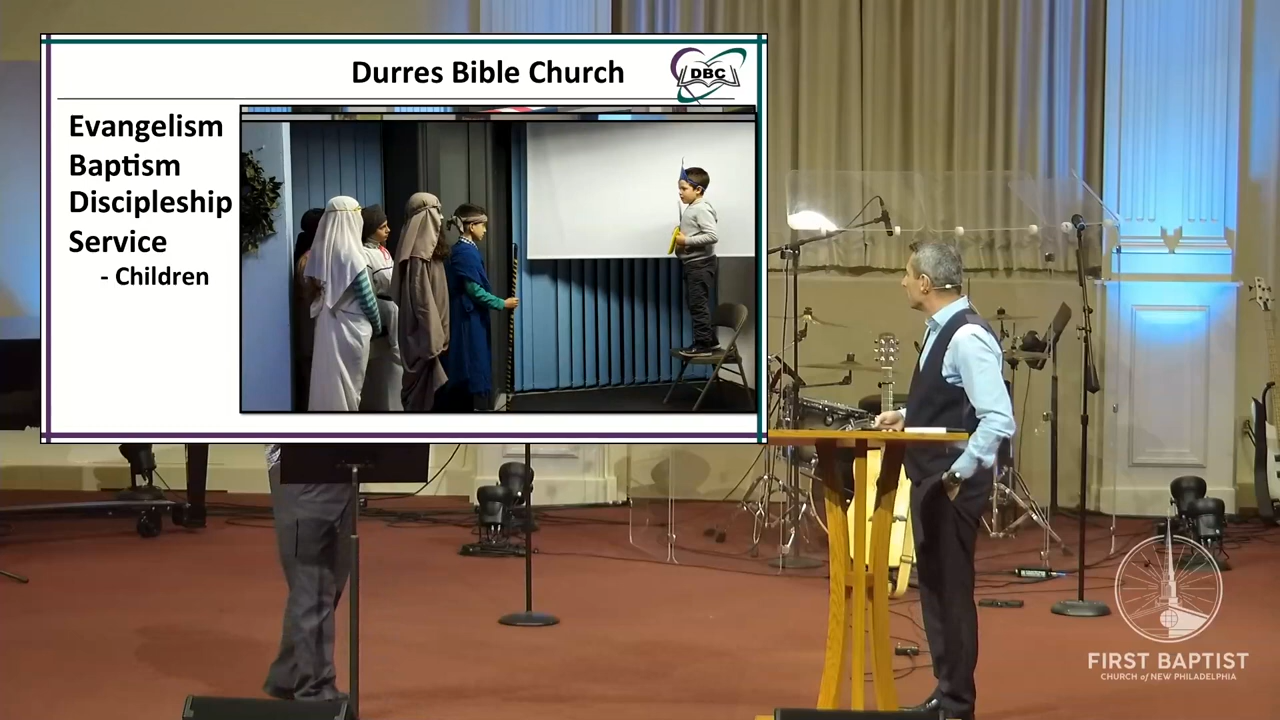 Durres Bible Church
DBC
Evangelism
Baptism
Discipleship
Service
- Children
FIRST BAPTIST
CHURCH of NEW PHILADELPHIA